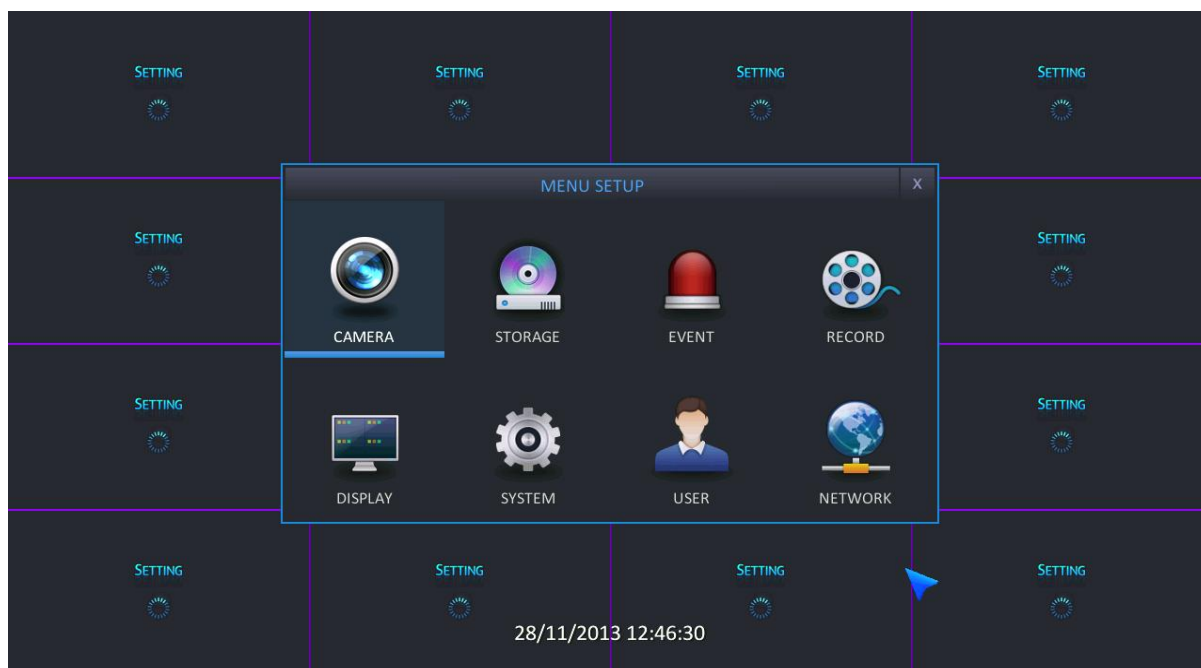 SETTING SETTING SETTING SETTING
MENU SETUP X
SETTING SETTING
CAMERA STORAGE EVENT RECORD
SETTING SETTING
DISPLAY SYSTEM USER NETWORK
SETTING SETTING SETTING SETTING
28/11/2013 12:46:30